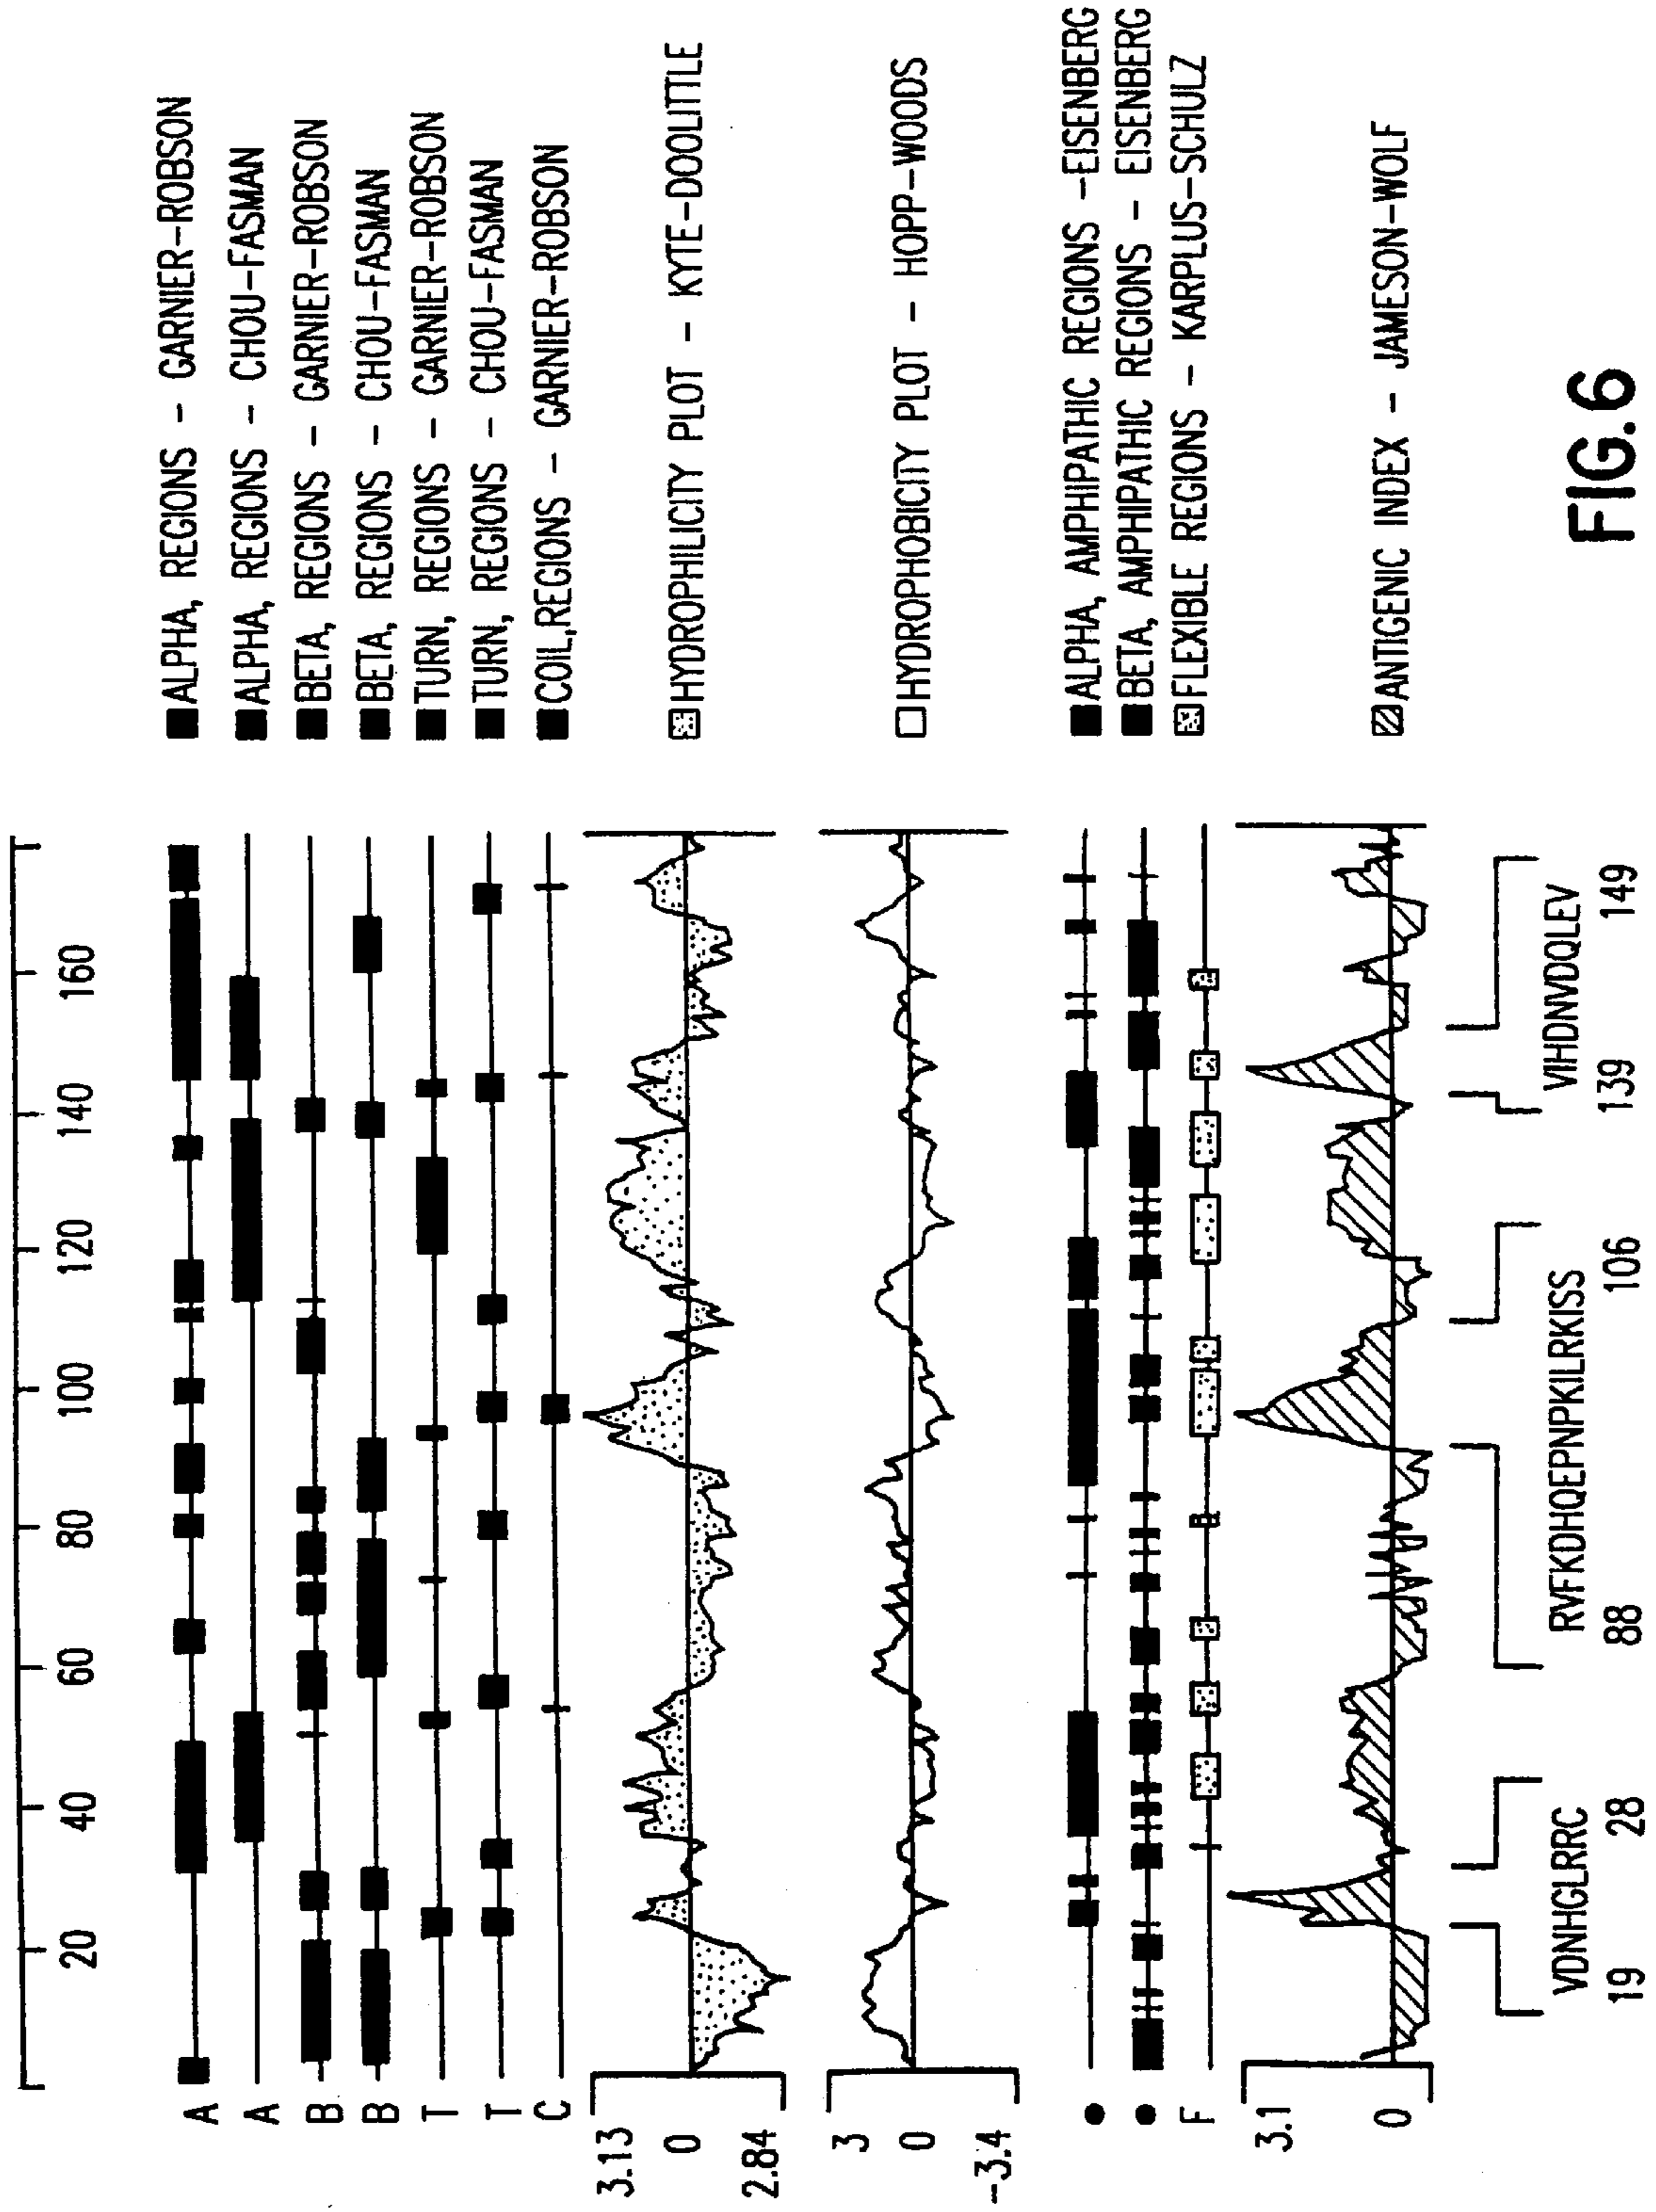 20 40 60 80 100 120 140 160
A ALPHA, REGIONS - GARNIER-ROBSON
A ALPHA, REGIONS - CHOU-FASMAN
B BETA, REGIONS - GARNIER-ROBSON
B BETA, REGIONS - CHOU-FASMAN
T TURN, REGIONS - GARNIER-ROBSON
T TURN, REGIONS - CHOU-FASMAN
C COIL,REGIONS - GARNIER-ROBSON
3.13
0 HYDROPHILICITY PLOT - KYTE-DOOLITTLE
2.84
3
0 HYDROPHOBICITY PLOT - HOPP-WOODS
-3.4
ALPHA, AMPHIPATHIC REGIONS -EISENBERG
BETA, AMPHIPATHIC REGIONS - EISENBERG
F FLEXIBLE REGIONS - KARPLUS-SCHULZ
3.1
0 ANTIGENIC INDEX - JAMESON-WOLF
VDNHGLRRC RVFKDHQEPNPKILRKISS VIHDNVDQLEV
19 28 88 106 139 149
FIG.6